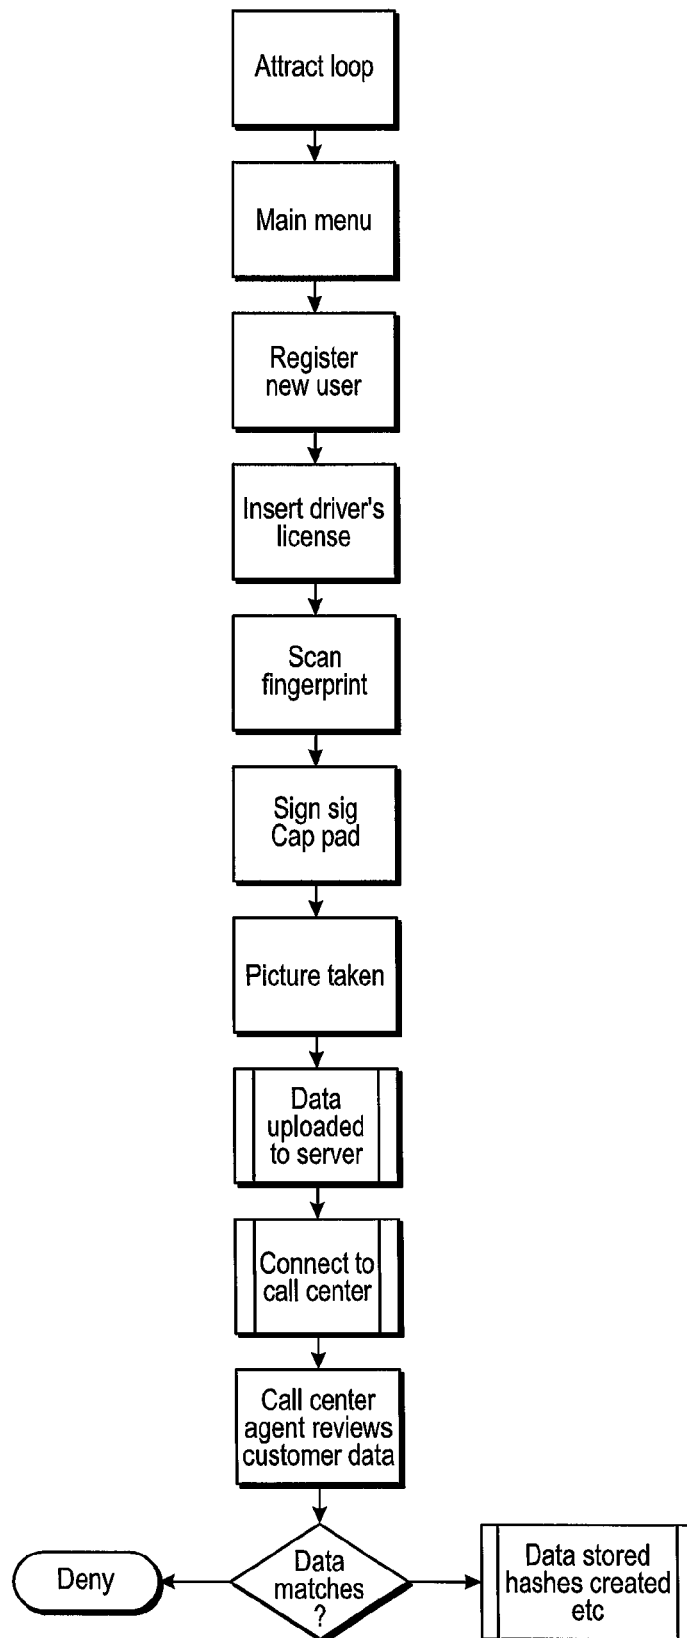 Attract loop
Main menu
Register
new user
Insert driver's
license
Scan
fingerprint
Sign sig
Cap pad
Picture taken
Data
uploaded
to server
Connect to
call center
Call center
agent reviews
customer data
Deny
Data
matches
?
Data stored
hashes created
etc